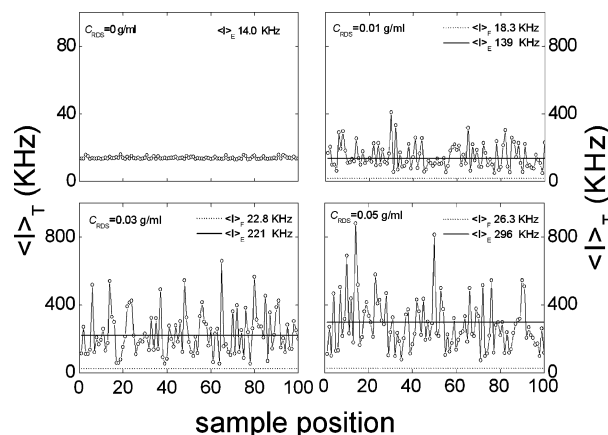 80
C_RDS=0 g/ml
<I>_E 14.0 KHz
40
0
C_RDS=0.01 g/ml
<I>_F 18.3 KHz
<I>_E 139 KHz
800
400
0
<I>_T (KHz)
<I>_T (KHz)
800
C_RDS=0.03 g/ml
<I>_F 22.8 KHz
<I>_E 221 KHz
400
0
0 20 40 60 80 100
C_RDS=0.05 g/ml
<I>_F 26.3 KHz
<I>_E 296 KHz
800
400
0
0 20 40 60 80 100
sample position